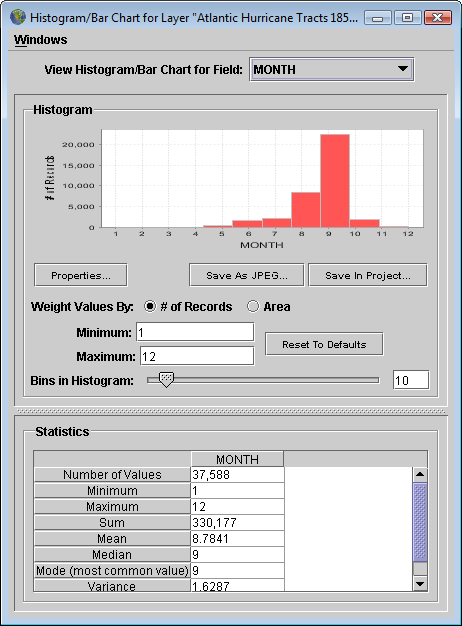 Histogram/Bar Chart for Layer "Atlantic Hurricane Tracts 185...
Windows
View Histogram/Bar Chart for Field: MONTH
Histogram
# of Records
20,000
15,000
10,000
5,000
0
1 2 3 4 5 6 7 8 9 10 11 12
MONTH
Properties... Save As JPEG... Save In Project...
Weight Values By: # of Records Area
Minimum: 1
Maximum: 12
Reset To Defaults
Bins in Histogram: 10
Statistics
MONTH
Number of Values 37,588
Minimum 1
Maximum 12
Sum 330,177
Mean 8.7841
Median 9
Mode (most common value) 9
Variance 1.6287